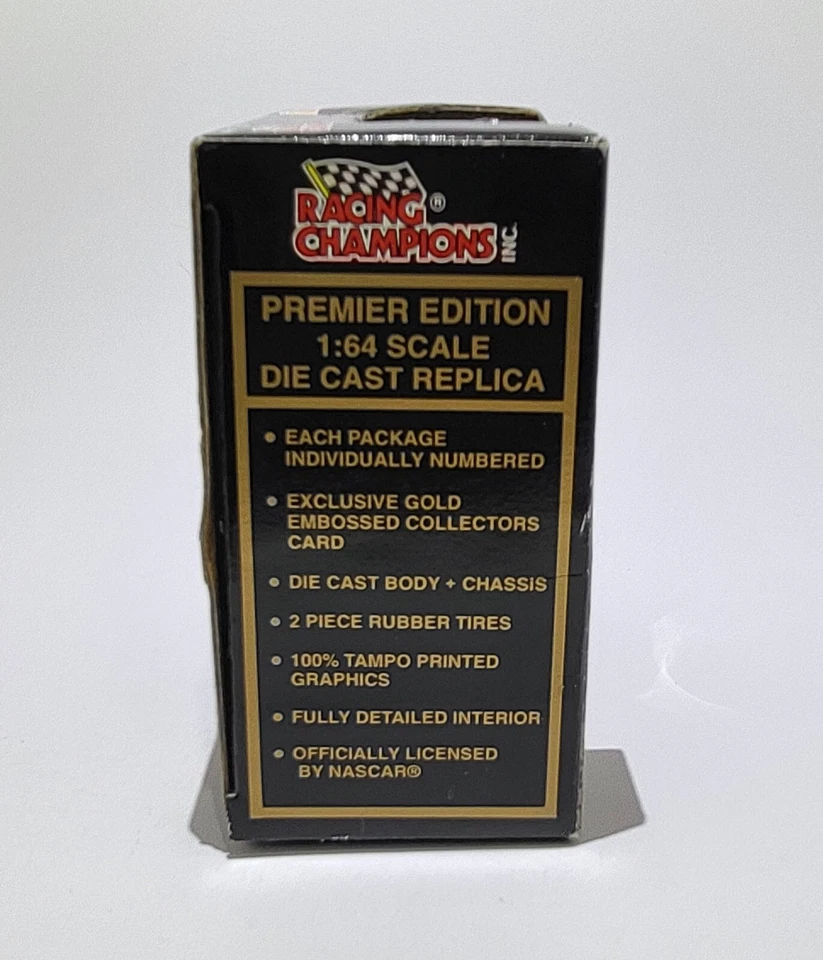 RACING®
CHAMPIONS INC.
PREMIER EDITION
1:64 SCALE
DIE CAST REPLICA
• EACH PACKAGE
INDIVIDUALLY NUMBERED
• EXCLUSIVE GOLD
EMBOSSED COLLECTORS
CARD
• DIE CAST BODY + CHASSIS
• 2 PIECE RUBBER TIRES
• 100% TAMPO PRINTED
GRAPHICS
• FULLY DETAILED INTERIOR
• OFFICIALLY LICENSED
BY NASCAR®